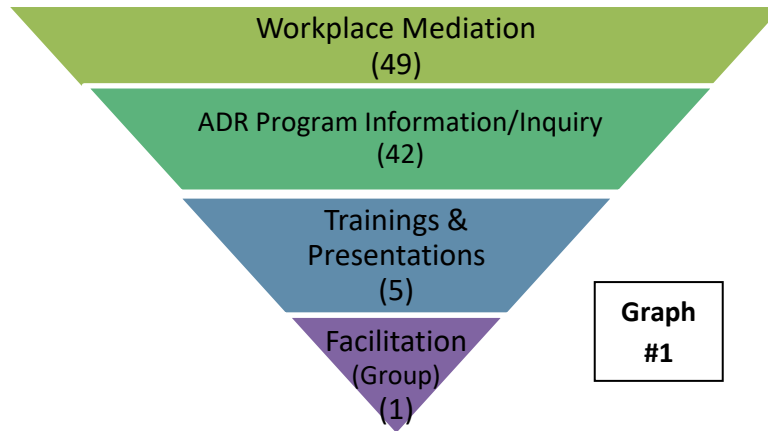 Workplace Mediation
(49)
ADR Program Information/Inquiry
(42)
Trainings &
Presentations
(5)
Facilitation
(Group)
(1)
Graph
#1